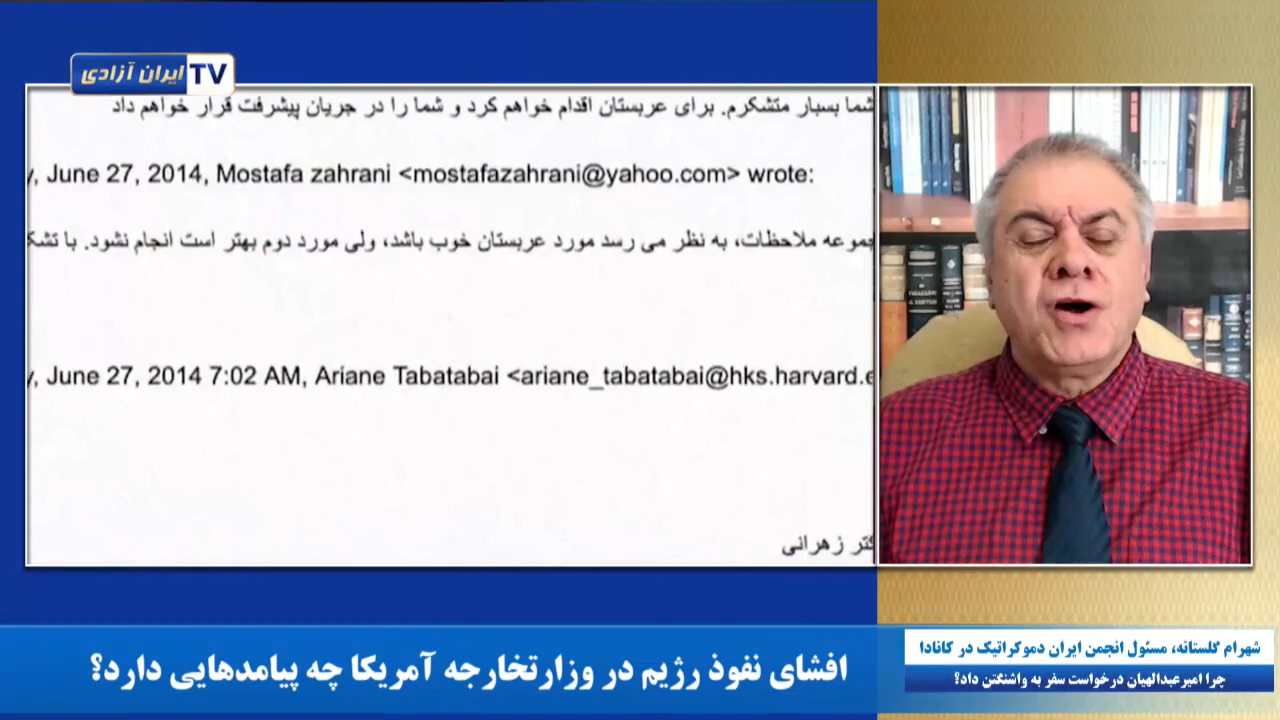 ایران آزادی TV
شما بسیار متشکرم. برای عربستان اقدام خواهم کرد و شما را در جریان پیشرفت قرار خواهم داد
, June 27, 2014, Mostafa zahrani <mostafazahrani@yahoo.com> wrote:
ملاحظات، به نظر می رسد مورد عربستان خوب باشد، ولی مورد دوم بهتر است انجام نشود. با
, June 27, 2014 7:02 AM, Ariane Tabatabai <ariane_tabatabai@hks.harvard.e
زهرانی
شهرام گلستانه، مسئول انجمن ایران دموکراتیک در کانادا
چرا امیرعبدالهیان درخواست سفر به واشنگتن داد؟
افشای نفوذ رژیم در وزارتخارجه آمریکا چه پیامدهایی دارد؟